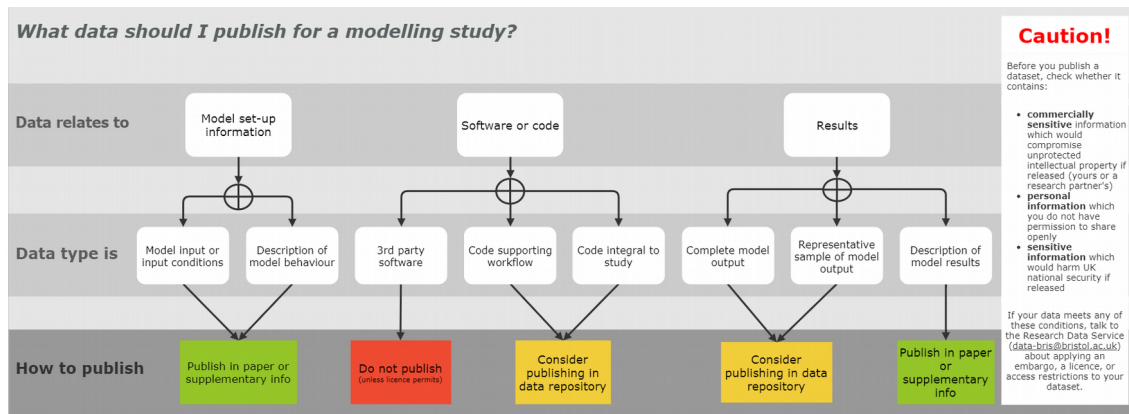 What data should I publish for a modelling study?
Data relates to
Model set-up
information
Software or code
Results
Data type is
Model input or
input conditions
Description of
model behaviour
3rd party
software
Code supporting
workflow
Code integral to
study
Complete model
output
Representative
sample of model
output
Description of
model results
How to publish
Publish in paper or
supplementary info
Do not publish
(unless licence permits)
Consider
publishing in
data repository
Consider
publishing in data
repository
Publish in paper
or
supplementary
info
Caution!
Before you publish a
dataset, check whether it
contains:
• commercially
sensitive information
which would
compromise
unprotected
intellectual property if
released (yours or a
research partner's)
• personal
information which
you do not have
permission to share
openly
• sensitive
information which
would harm UK
national security if
released
If your data meets any of
these conditions, talk to
the Research Data Service
(data-bris@bristol.ac.uk)
about applying an
embargo, a licence, or
access restrictions to your
dataset.